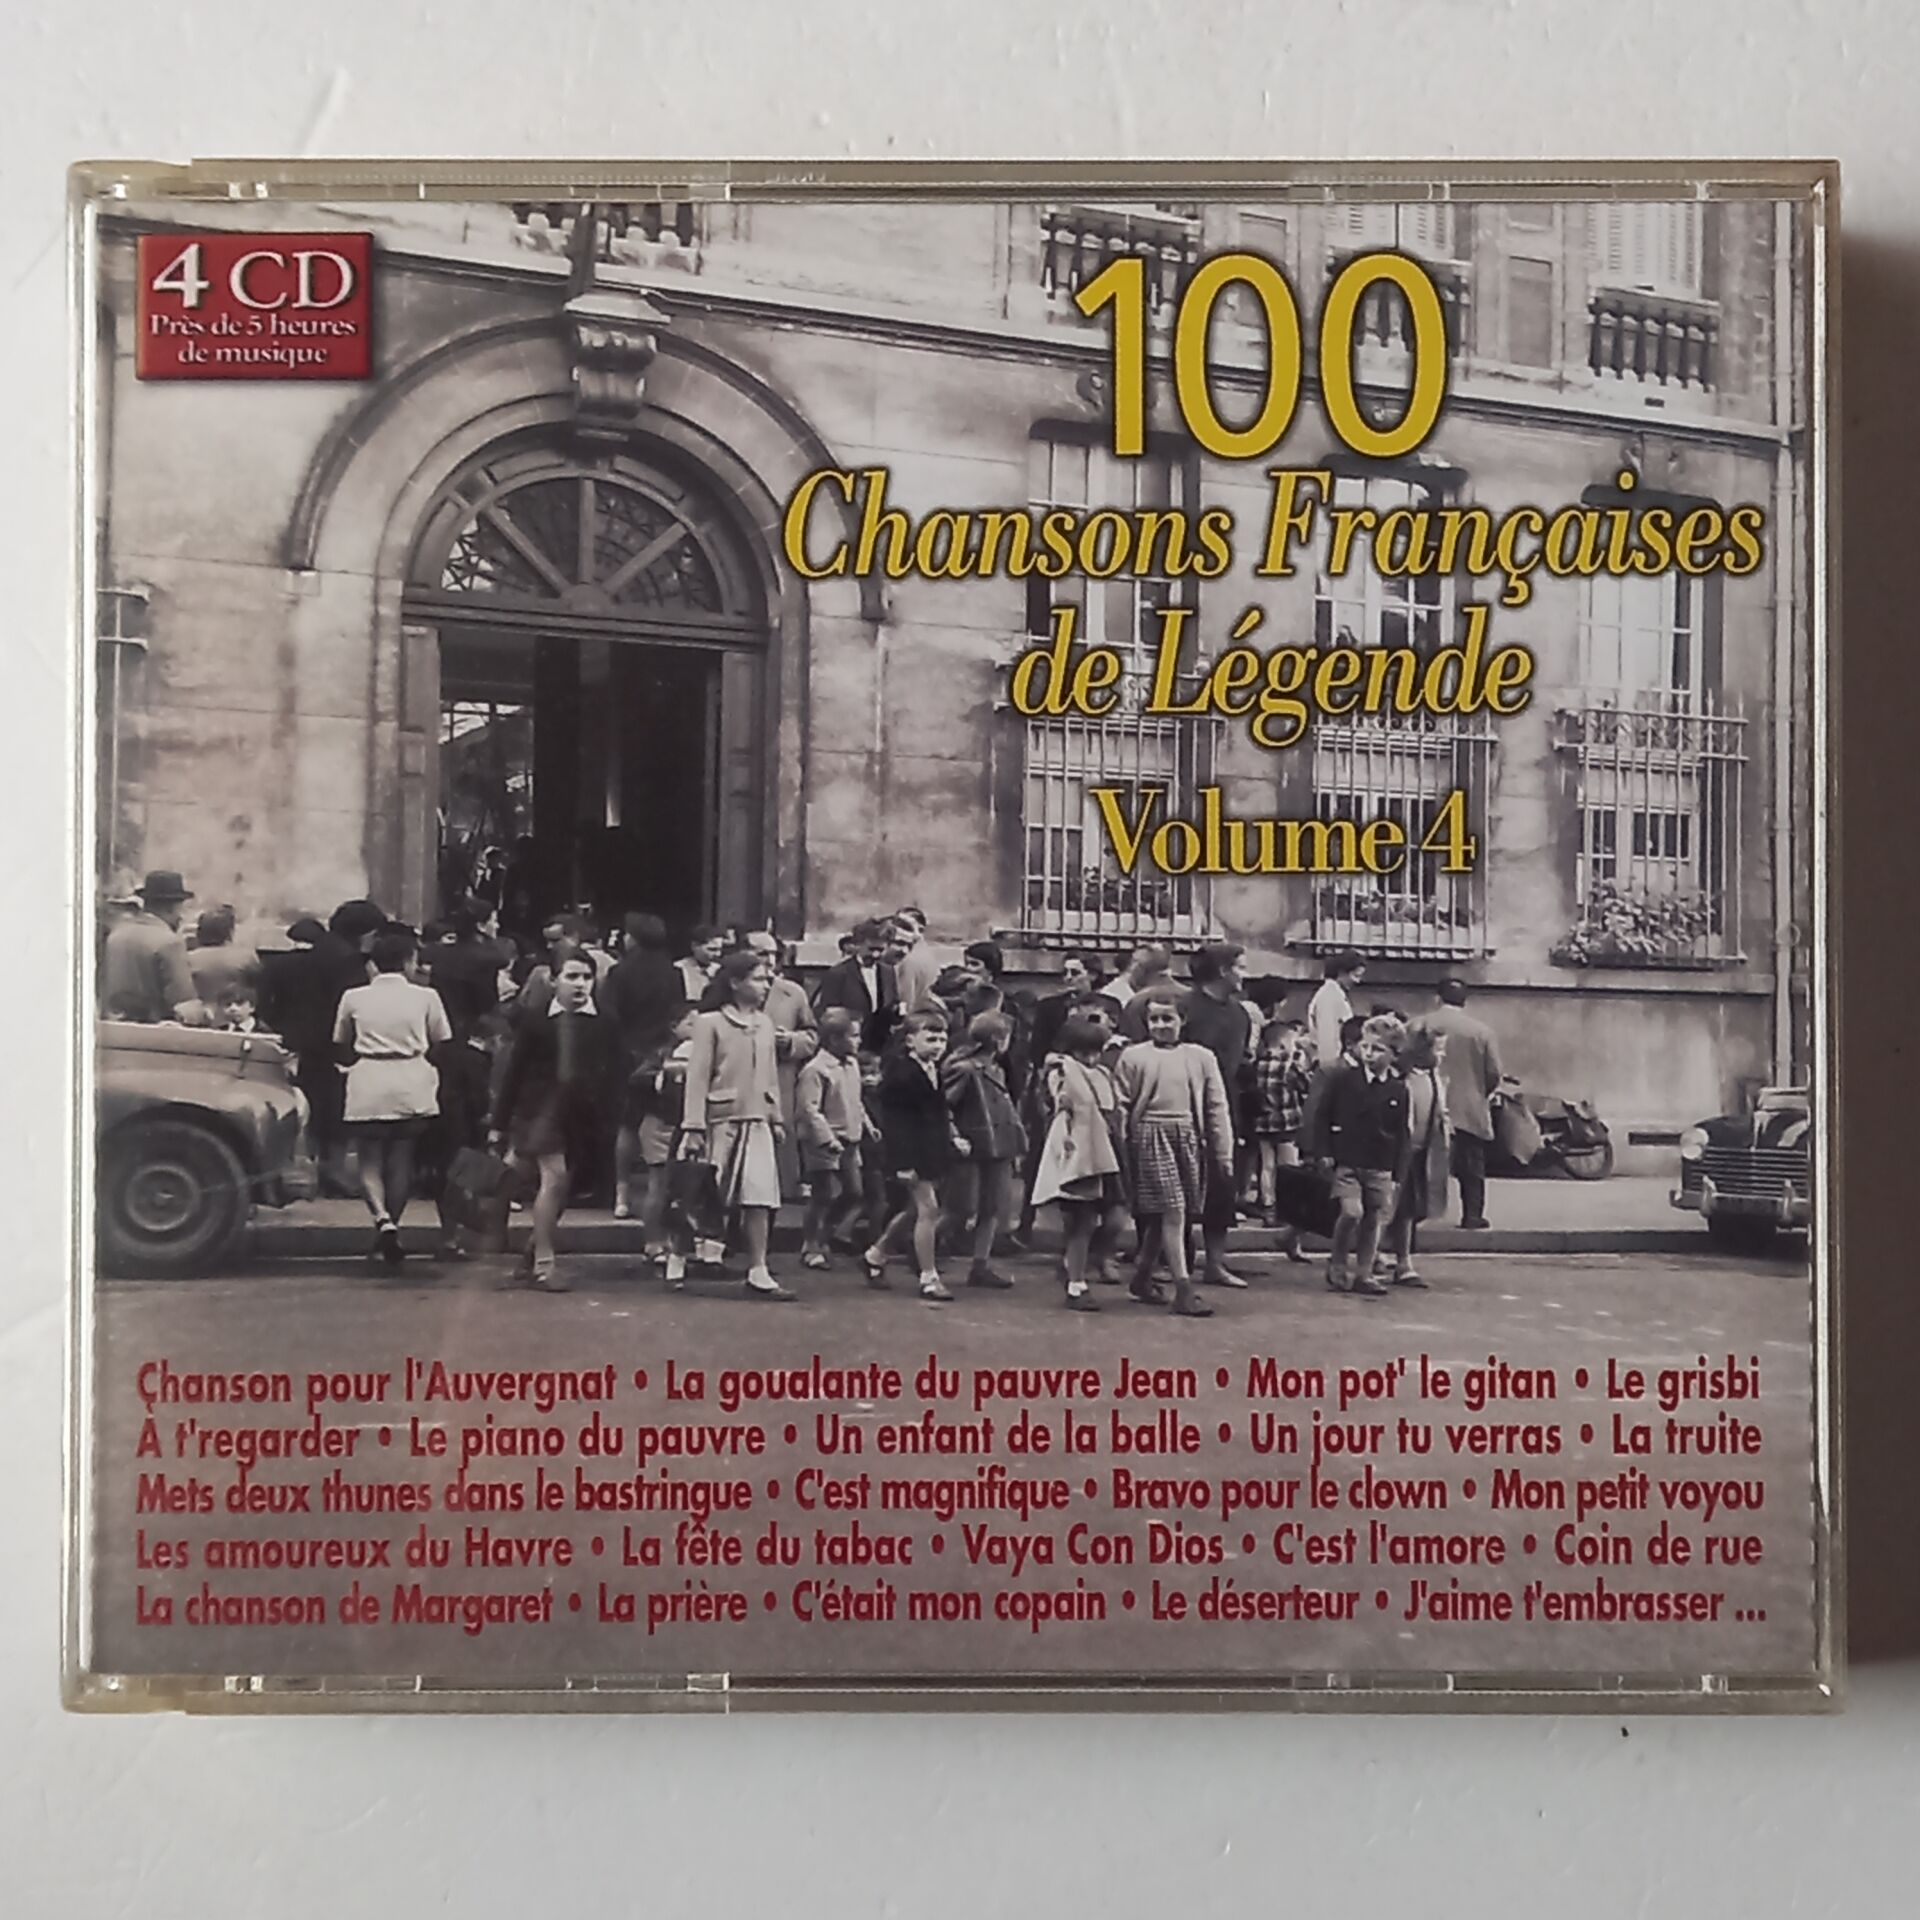 4 CD
Près de 5 heures
de musique
100
Chansons Françaises
de Légende
Volume 4
Chanson pour l'Auvergnat • La goualante du pauvre Jean • Mon pot' le gitan • Le grisbi
À t'regarder • Le piano du pauvre • Un enfant de la balle • Un jour tu verras • La truite
Mets deux thunes dans le bastringue • C'est magnifique • Bravo pour le clown • Mon petit voyou
Les amoureux du Havre • La fête du tabac • Vaya Con Dios • C'est l'amore • Coin de rue
La chanson de Margaret • La prière • C'était mon copain • Le déserteur • J'aime t'embrasser ...